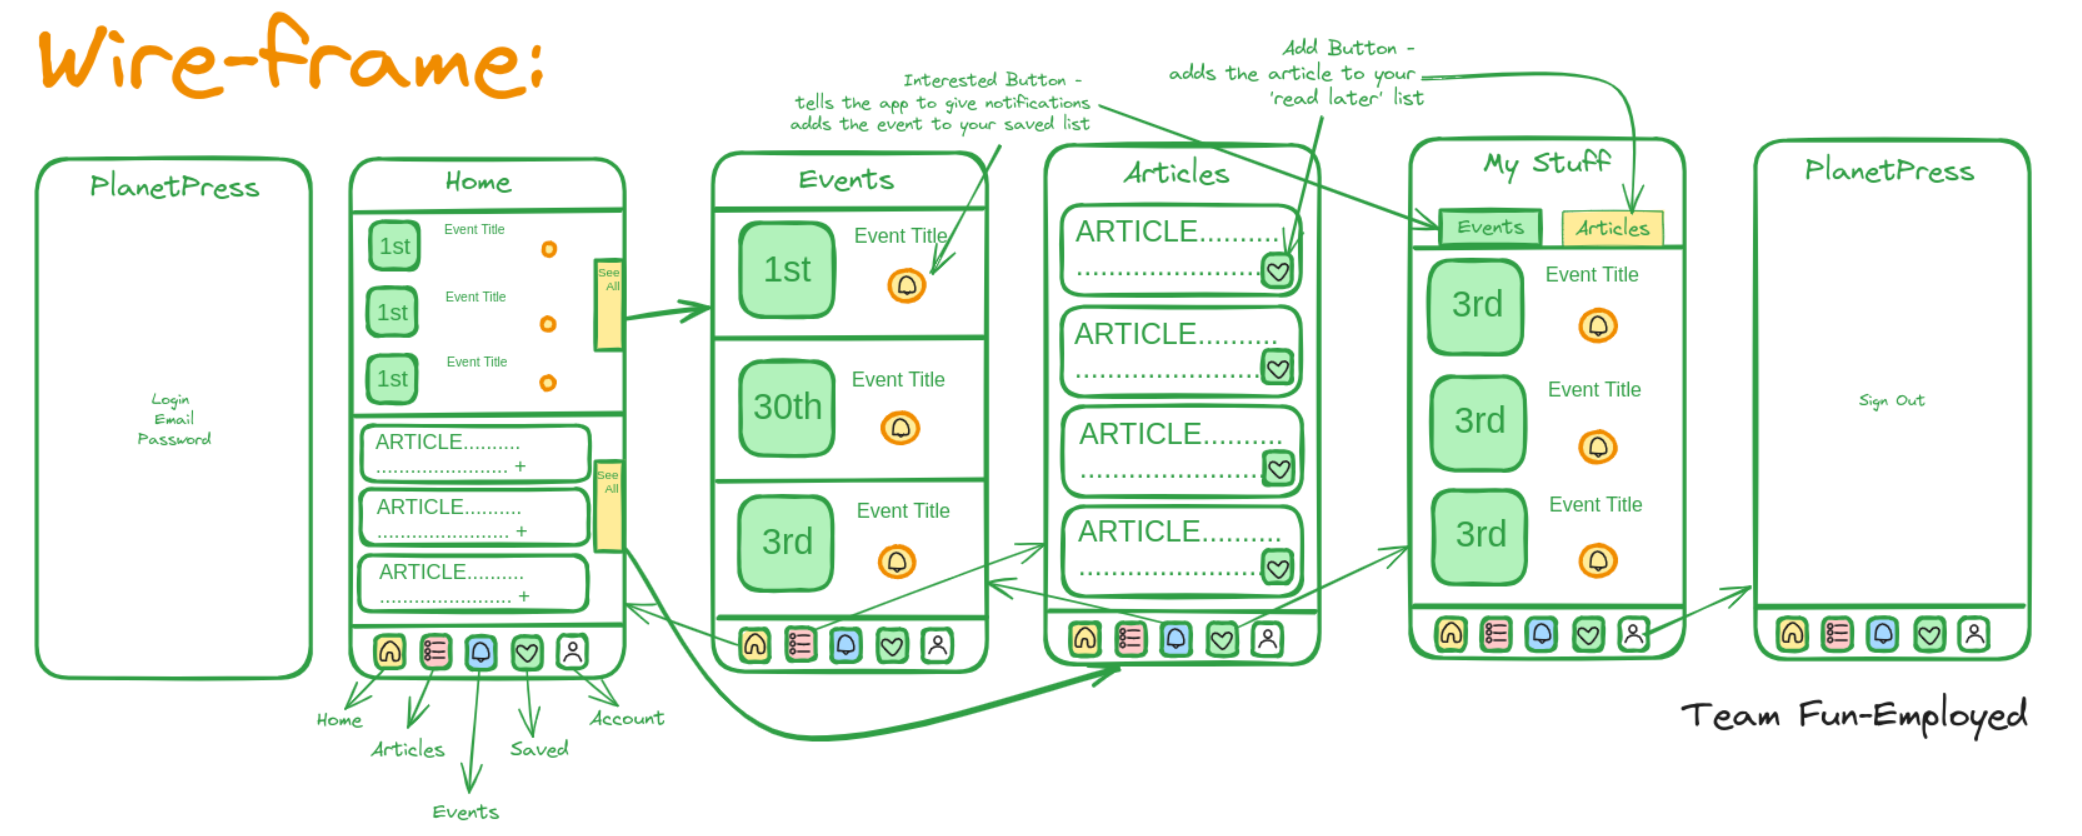 Wire-frame:
Interested Button -
tells the app to give notifications
adds the event to your saved list
Add Button -
adds the article to your
'read later' list
PlanetPress
Login
Email
Password
Home
1st
Event Title
1st
Event Title
1st
Event Title
See
All
ARTICLE..........
....................... +
ARTICLE..........
....................... +
ARTICLE..........
....................... +
See
All
Home
Articles
Events
Saved
Account
Events
1st
Event Title
30th
Event Title
3rd
Event Title
Articles
ARTICLE..........
.......................
ARTICLE..........
.......................
ARTICLE..........
.......................
ARTICLE..........
.......................
My Stuff
Events
Articles
3rd
Event Title
3rd
Event Title
3rd
Event Title
PlanetPress
Sign Out
Team Fun-Employed